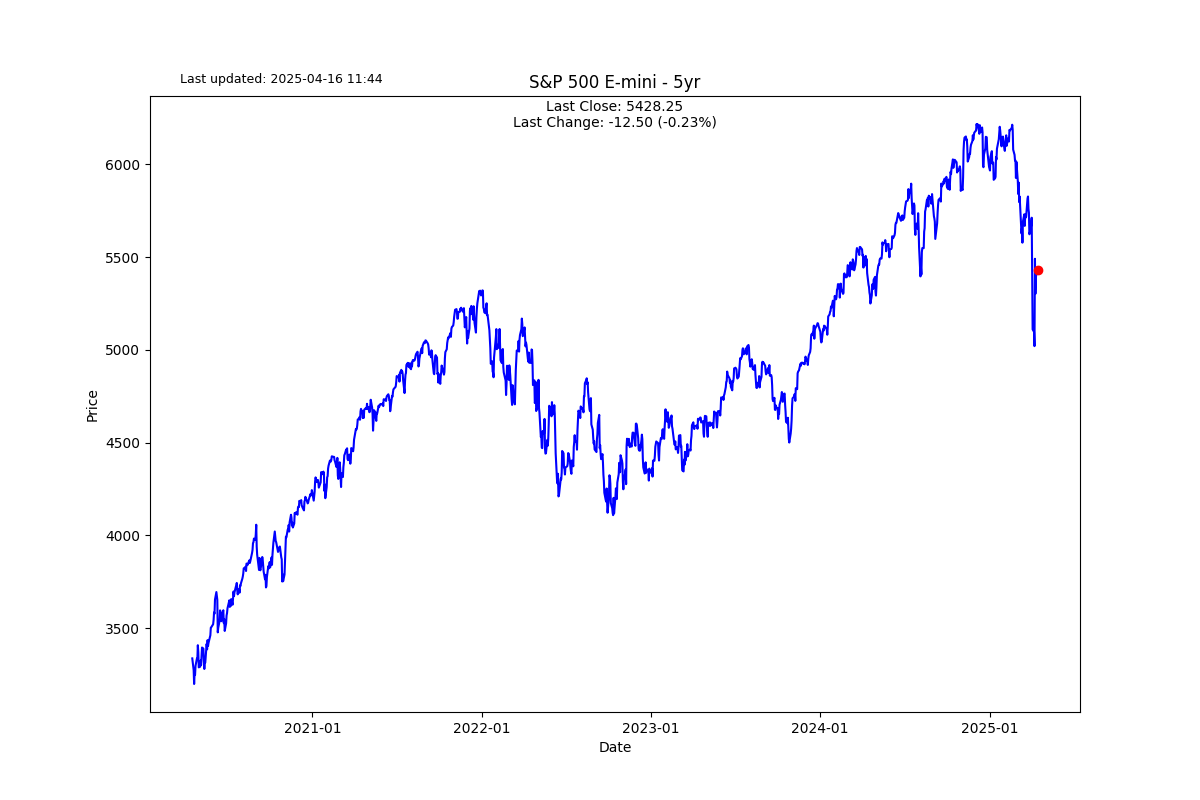 Last updated: 2025-04-16 11:44
S&P 500 E-mini - 5yr
Last Close: 5428.25
Last Change: -12.50 (-0.23%)
6000
5500
5000
4500
4000
3500
Price
2021-01
2022-01
2023-01
2024-01
2025-01
Date